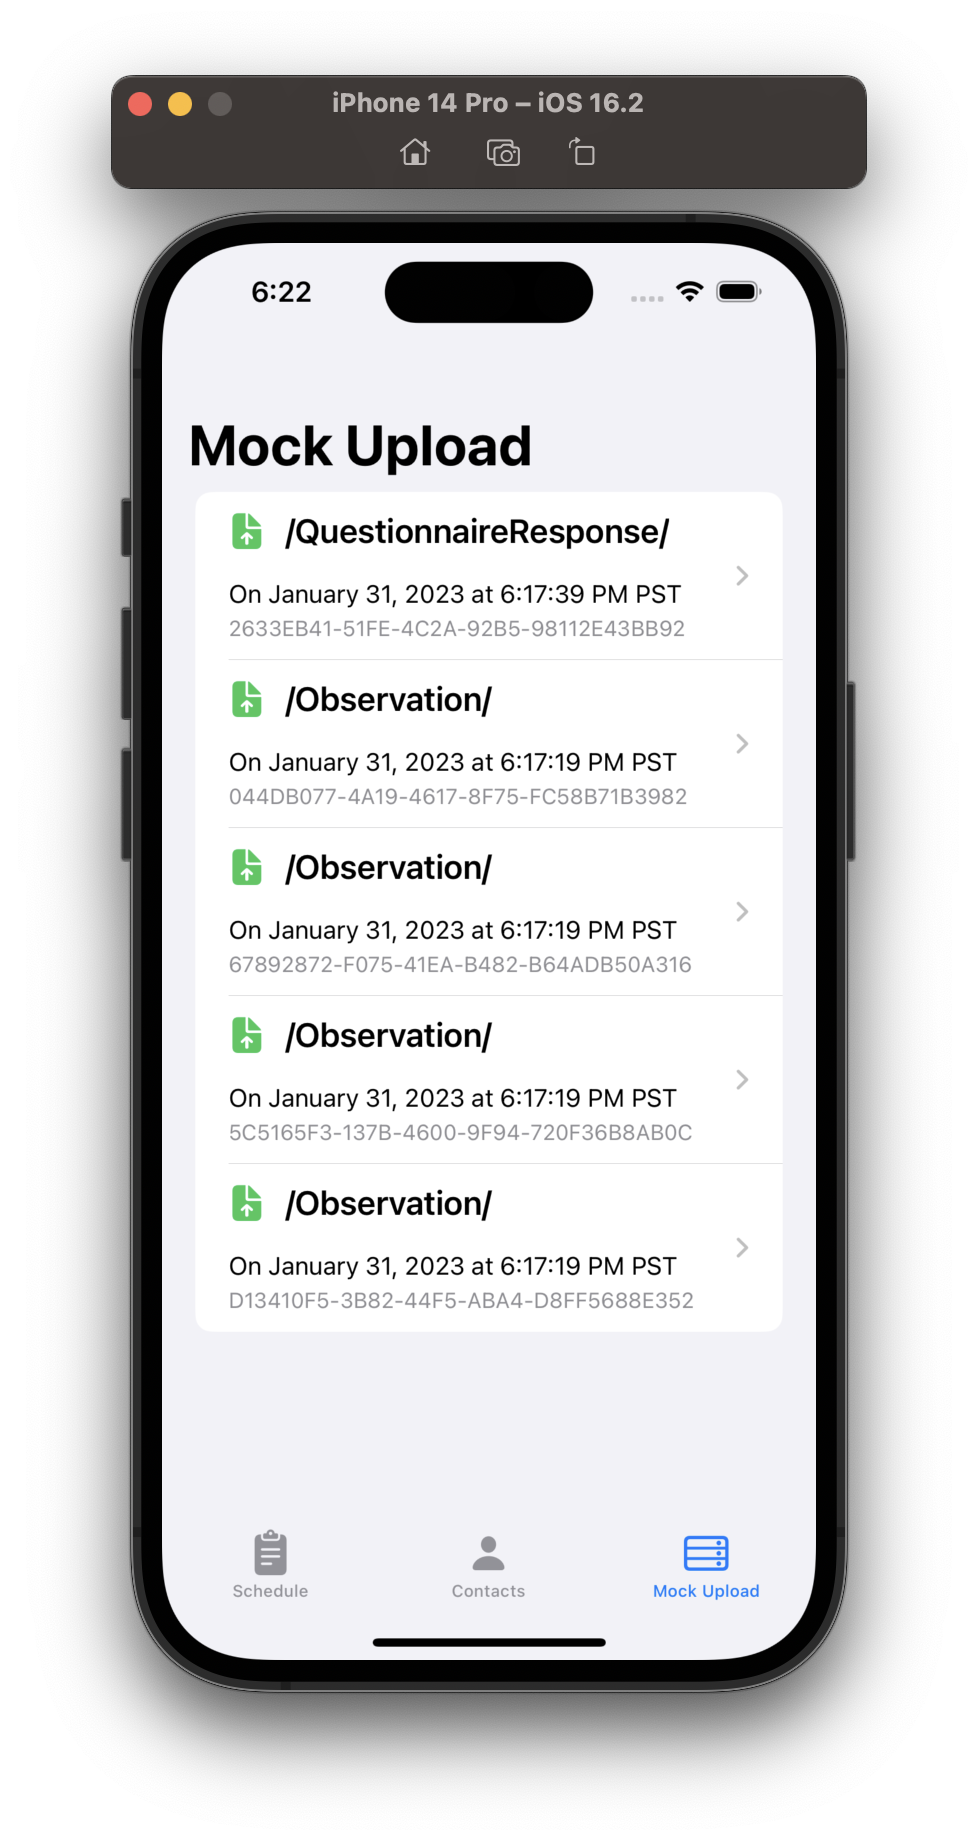 iPhone 14 Pro – iOS 16.2
6:22
Mock Upload
/QuestionnaireResponse/
On January 31, 2023 at 6:17:39 PM PST
2633EB41-51FE-4C2A-92B5-98112E43BB92
/Observation/
On January 31, 2023 at 6:17:19 PM PST
044DB077-4A19-4617-8F75-FC58B71B3982
/Observation/
On January 31, 2023 at 6:17:19 PM PST
67892872-F075-41EA-B482-B64ADB50A316
/Observation/
On January 31, 2023 at 6:17:19 PM PST
5C5165F3-137B-4600-9F94-720F36B8AB0C
/Observation/
On January 31, 2023 at 6:17:19 PM PST
D13410F5-3B82-44F5-ABA4-D8FF5688E352
Schedule
Contacts
Mock Upload